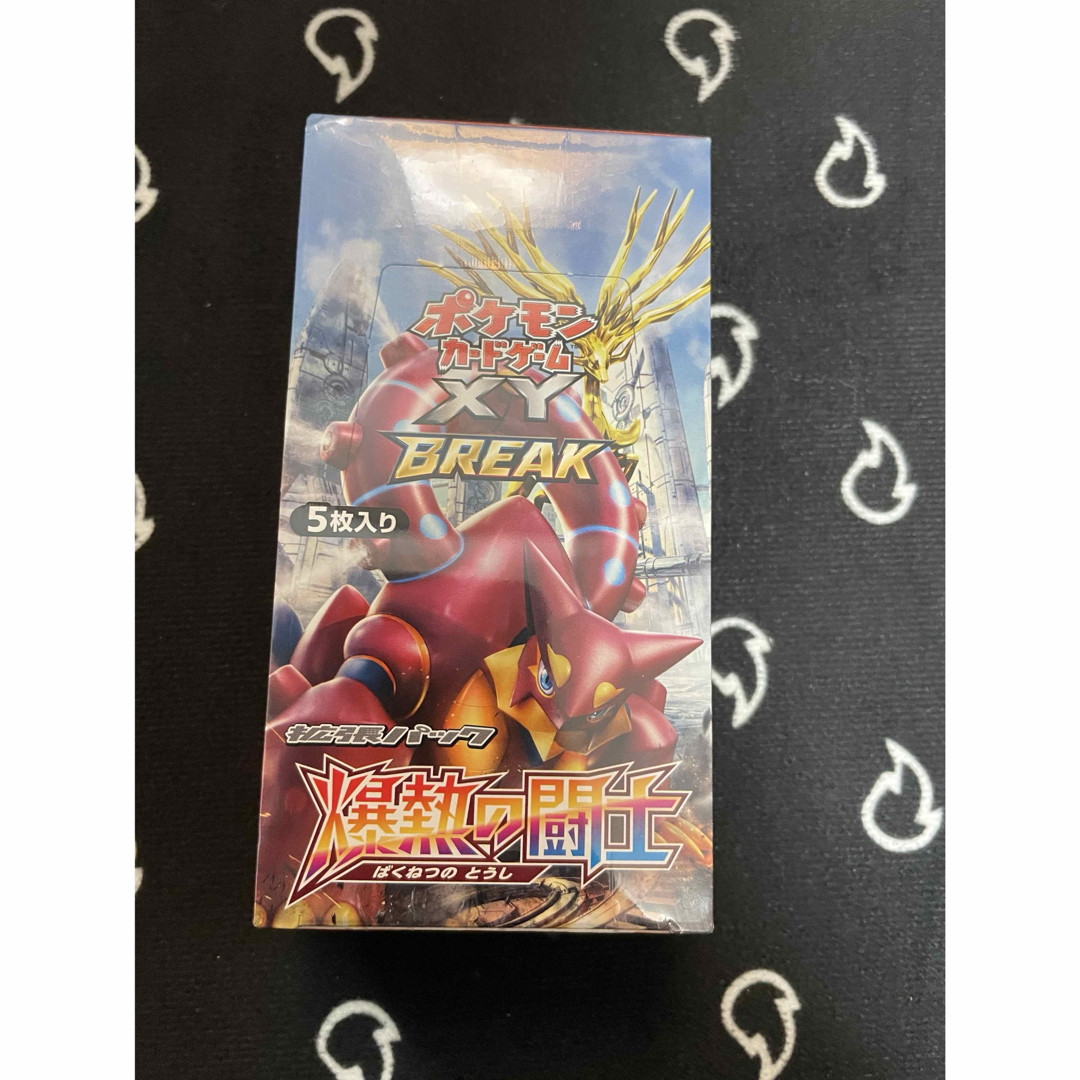 ポケモン
カードゲーム
XY
BREAK
5枚入り
拡張パック
爆熱の闘士
ばくねつの とうし